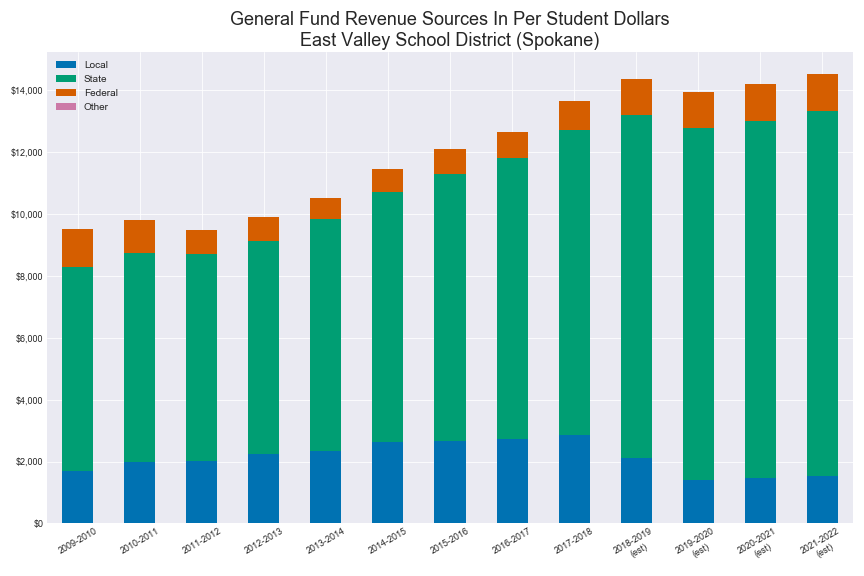 General Fund Revenue Sources In Per Student Dollars
East Valley School District (Spokane)
Local
State
Federal
Other
$14,000
$12,000
$10,000
$8,000
$6,000
$4,000
$2,000
$0
2009-2010
2010-2011
2011-2012
2012-2013
2013-2014
2014-2015
2015-2016
2016-2017
2017-2018
2018-2019
(est)
2019-2020
(est)
2020-2021
(est)
2021-2022
(est)